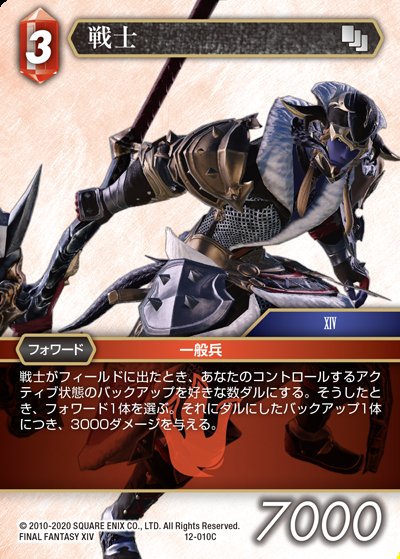 3
戦士
XIV
フォワード
一般兵
戦士がフィールドに出たとき、あなたのコントロールするアク
ティブ状態のバックアップを好きな数ダルにする。そうしたと
き、フォワード1体を選ぶ。それにダルにしたバックアップ1体
につき、3000ダメージを与える。
© 2010-2020 SQUARE ENIX CO., LTD. All Rights Reserved.
FINAL FANTASY XIV 12-010C
7000